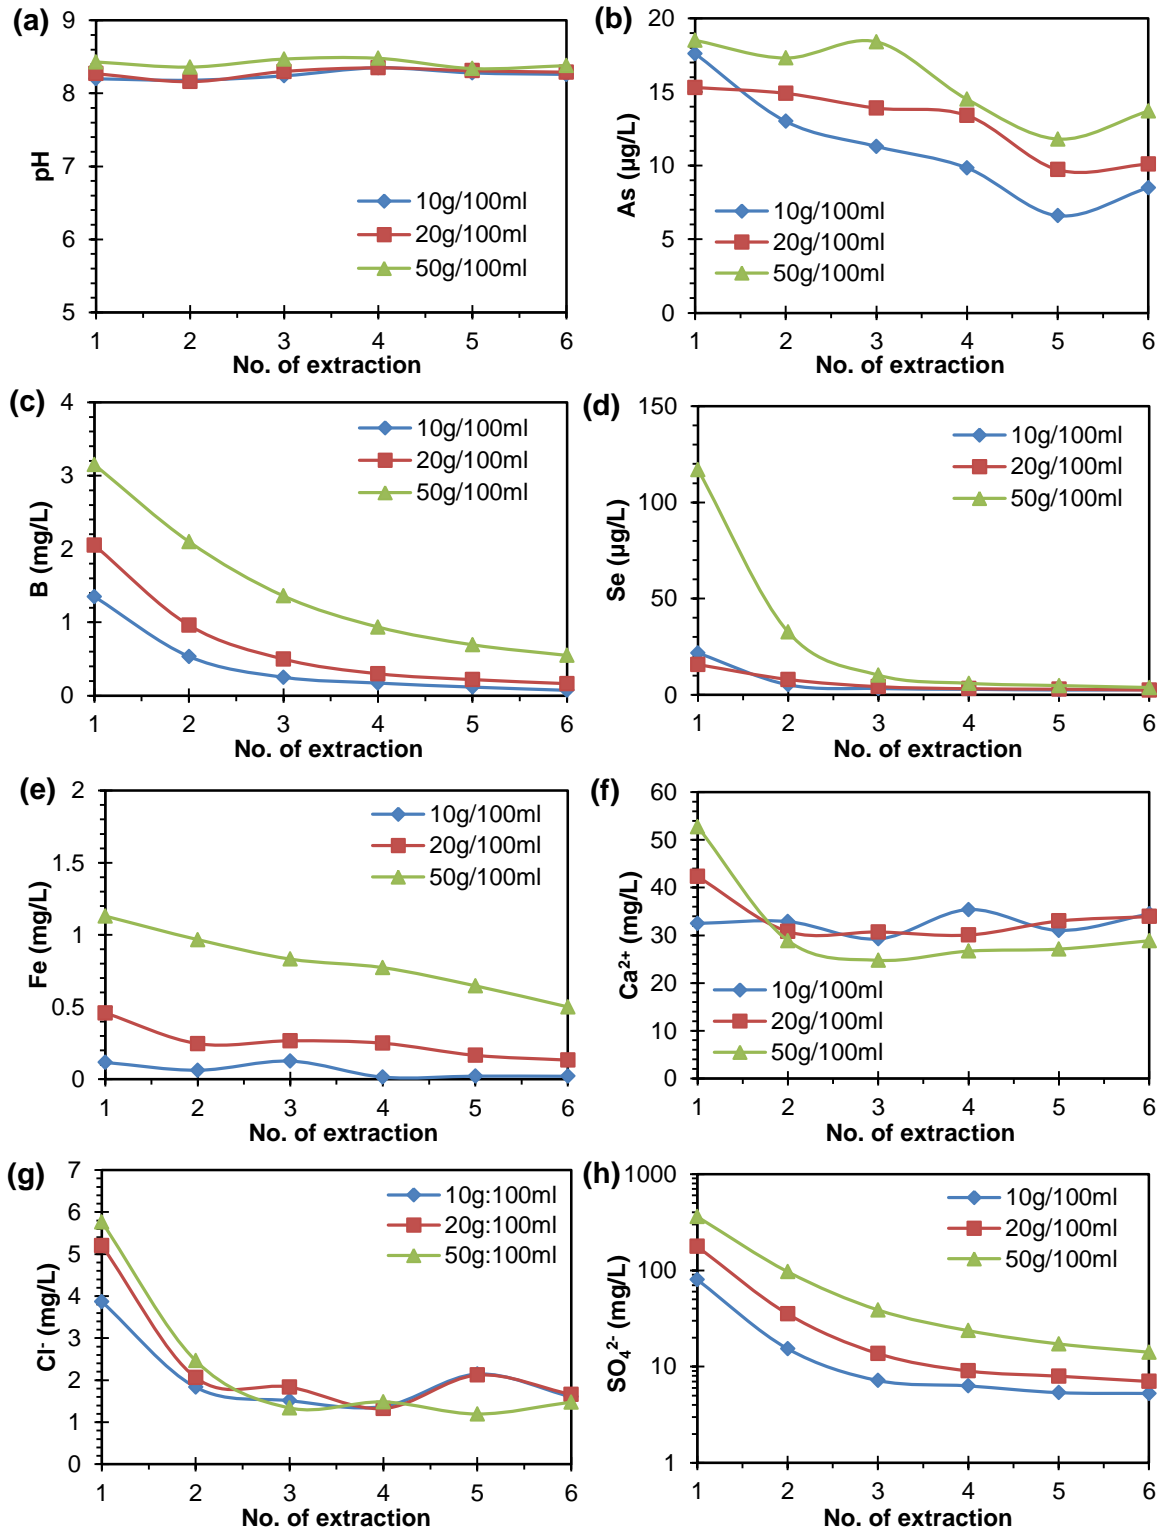 (a)
9
8
7
6
5
pH
10g/100ml
20g/100ml
50g/100ml
1 2 3 4 5 6
No. of extraction
(b)
20
15
10
5
0
As (µg/L)
10g/100ml
20g/100ml
50g/100ml
1 2 3 4 5 6
No. of extraction
(c)
4
3
2
1
0
B (mg/L)
10g/100ml
20g/100ml
50g/100ml
1 2 3 4 5 6
No. of extraction
(d)
150
100
50
0
Se (µg/L)
10g/100ml
20g/100ml
50g/100ml
1 2 3 4 5 6
No. of extraction
(e)
2
1.5
1
0.5
0
Fe (mg/L)
10g/100ml
20g/100ml
50g/100ml
1 2 3 4 5 6
No. of extraction
(f)
60
50
40
30
20
10
0
Ca²⁺ (mg/L)
10g/100ml
20g/100ml
50g/100ml
1 2 3 4 5 6
No. of extraction
(g)
7
6
5
4
3
2
1
0
Cl⁻ (mg/L)
10g:100ml
20g:100ml
50g:100ml
1 2 3 4 5 6
No. of extraction
(h)
1000
100
10
1
SO₄²⁻ (mg/L)
10g/100ml
20g/100ml
50g/100ml
1 2 3 4 5 6
No. of extraction